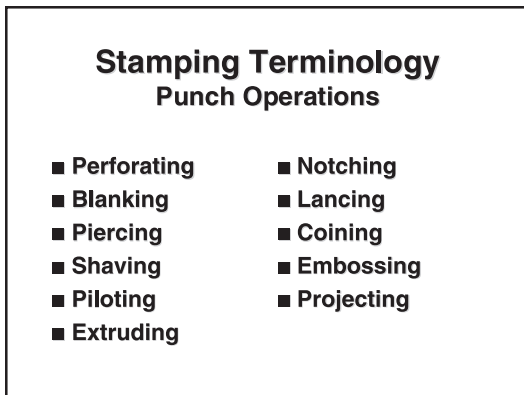 Stamping Terminology
Punch Operations
■ Perforating
■ Blanking
■ Piercing
■ Shaving
■ Piloting
■ Extruding
■ Notching
■ Lancing
■ Coining
■ Embossing
■ Projecting